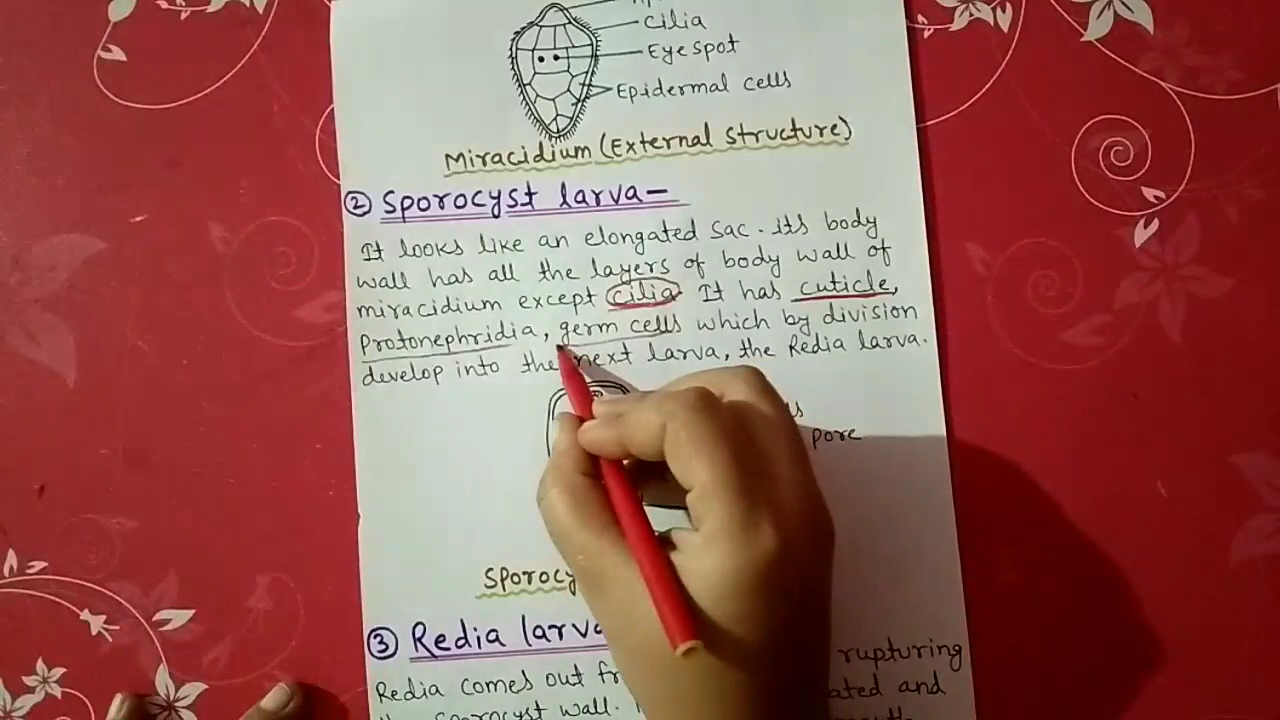 Cilia
Eye spot
Epidermal cells
Miracidium (External structure)
② Sporocyst larva-
It looks like an elongated sac. its body
wall has all the layers of body wall of
miracidium except cilia It has cuticle,
Protonephridia, germ cells which by division
develop into the next larva, the Redia larva.
pore
③ Redia larva
rupturing
Redia comes out
and
sporocyst wall.